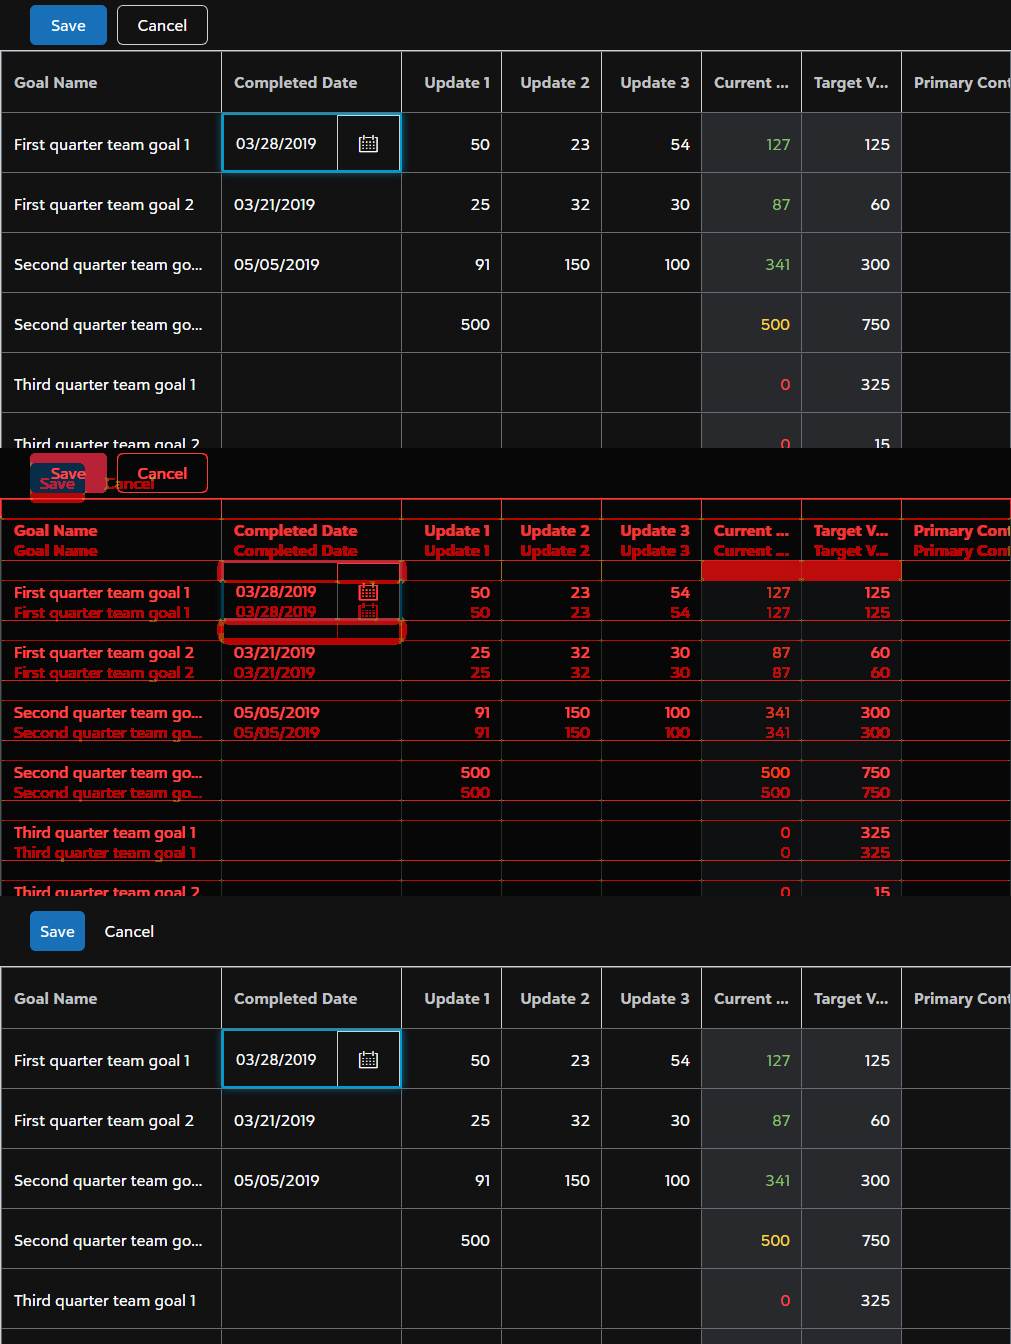 Save Cancel
Goal Name Completed Date Update 1 Update 2 Update 3 Current ... Target V... Primary Cont
First quarter team goal 1 03/28/2019 50 23 54 127 125
First quarter team goal 2 03/21/2019 25 32 30 87 60
Second quarter team go... 05/05/2019 91 150 100 341 300
Second quarter team go... 500 500 750
Third quarter team goal 1 0 325
Third quarter team goal 2 0 15
Save Cancel
Save Cancel
Goal Name Completed Date Update 1 Update 2 Update 3 Current ... Target V... Primary Cont
Goal Name Completed Date Update 1 Update 2 Update 3 Current ... Target V... Primary Cont
First quarter team goal 1 03/28/2019 50 23 54 127 125
First quarter team goal 1 03/28/2019 50 23 54 127 125
First quarter team goal 2 03/21/2019 25 32 30 87 60
First quarter team goal 2 03/21/2019 25 32 30 87 60
Second quarter team go... 05/05/2019 91 150 100 341 300
Second quarter team go... 05/05/2019 91 150 100 341 300
Second quarter team go... 500 500 750
Second quarter team go... 500 500 750
Third quarter team goal 1 0 325
Third quarter team goal 1 0 325
Third quarter team goal 2 0 15
Save Cancel
Goal Name Completed Date Update 1 Update 2 Update 3 Current ... Target V... Primary Cont
First quarter team goal 1 03/28/2019 50 23 54 127 125
First quarter team goal 2 03/21/2019 25 32 30 87 60
Second quarter team go... 05/05/2019 91 150 100 341 300
Second quarter team go... 500 500 750
Third quarter team goal 1 0 325